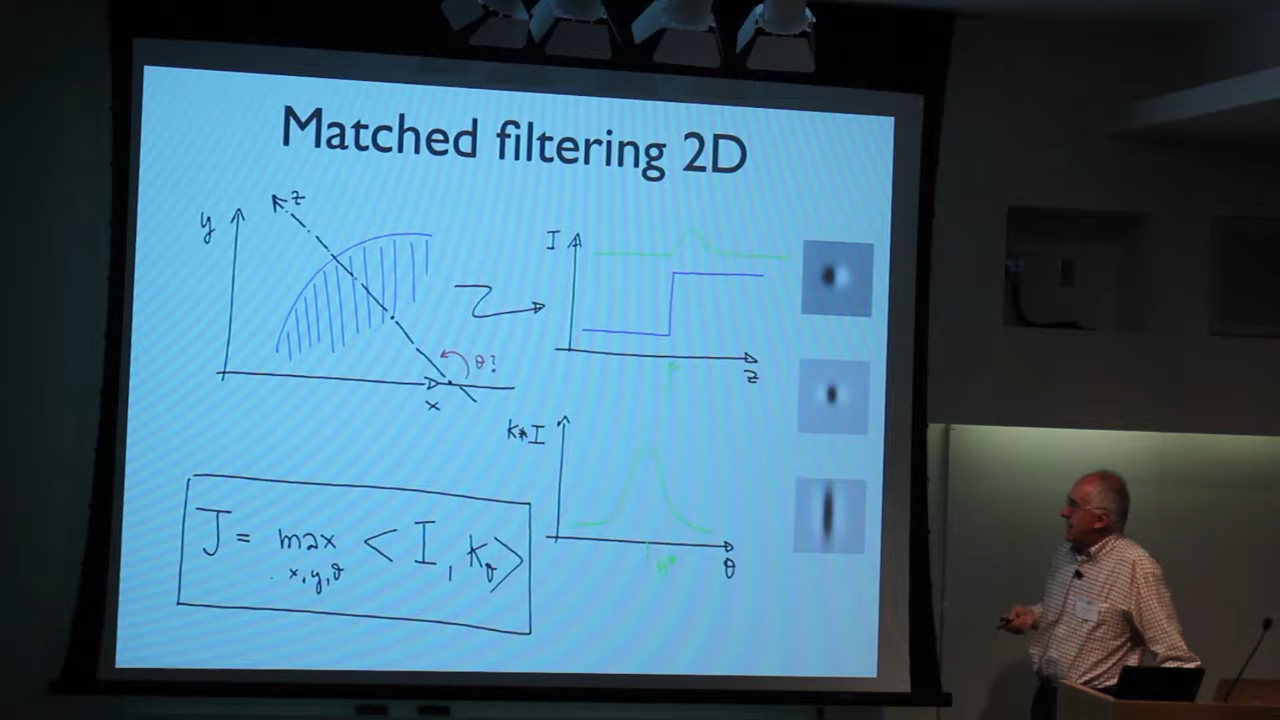 Matched filtering 2D
y
z
θ?
x
I
z
K*I
θ
J = max < I, Kθ >
x,y,θ